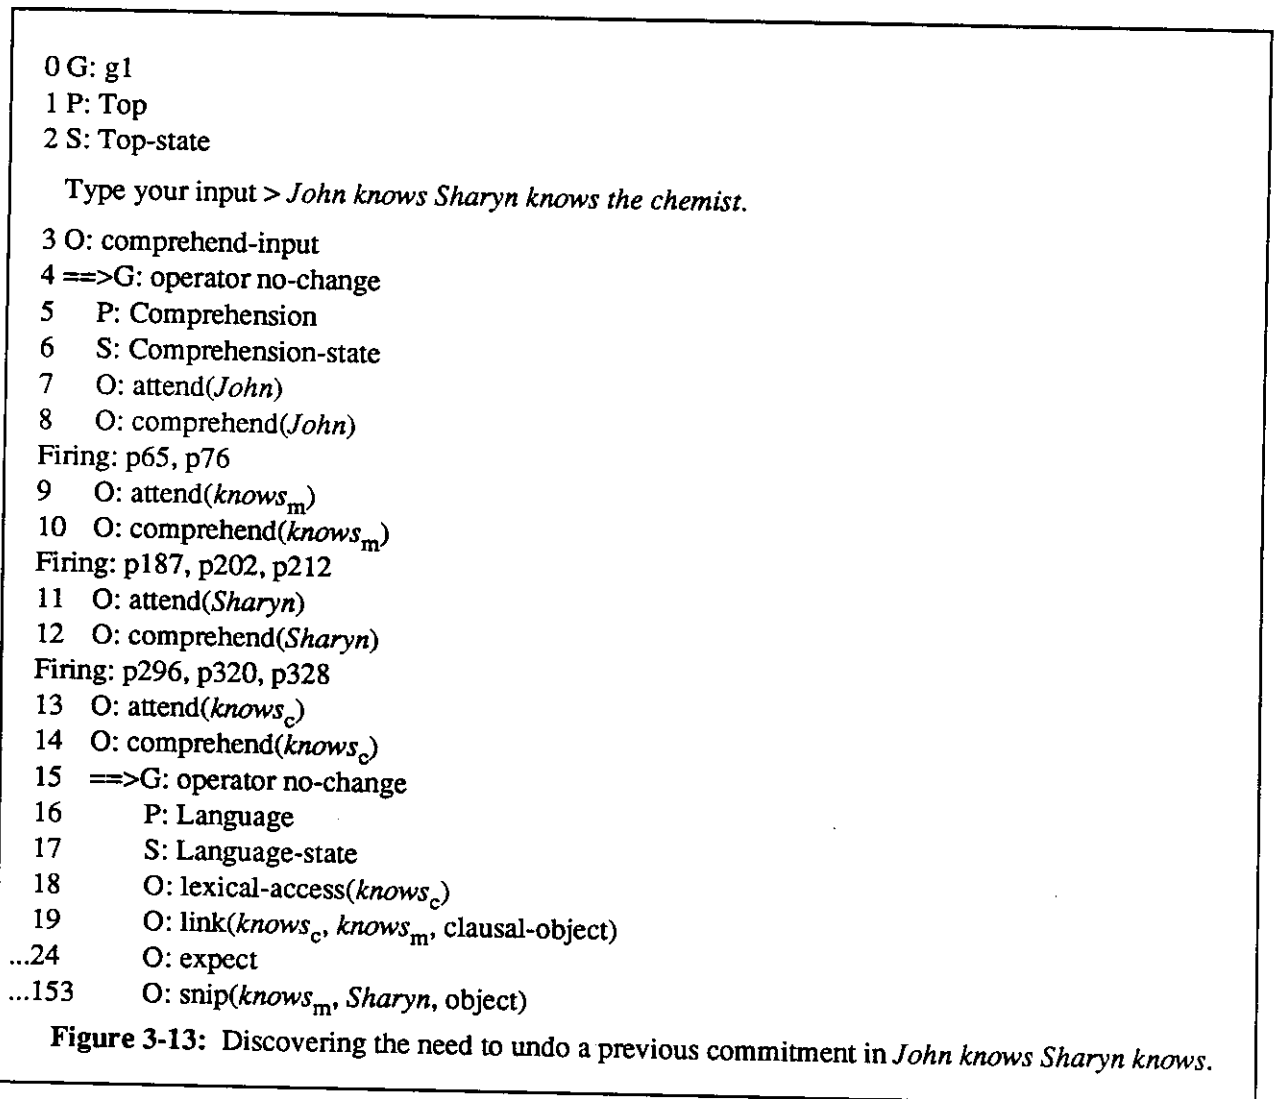 0 G: g1
1 P: Top
2 S: Top-state
Type your input > John knows Sharyn knows the chemist.
3 O: comprehend-input
4 ==>G: operator no-change
5 P: Comprehension
6 S: Comprehension-state
7 O: attend(John)
8 O: comprehend(John)
Firing: p65, p76
9 O: attend(knowsₘ)
10 O: comprehend(knowsₘ)
Firing: p187, p202, p212
11 O: attend(Sharyn)
12 O: comprehend(Sharyn)
Firing: p296, p320, p328
13 O: attend(knows_c)
14 O: comprehend(knows_c)
15 ==>G: operator no-change
16 P: Language
17 S: Language-state
18 O: lexical-access(knows_c)
19 O: link(knows_c, knowsₘ, clausal-object)
...24 O: expect
...153 O: snip(knowsₘ, Sharyn, object)
Figure 3-13: Discovering the need to undo a previous commitment in John knows Sharyn knows.